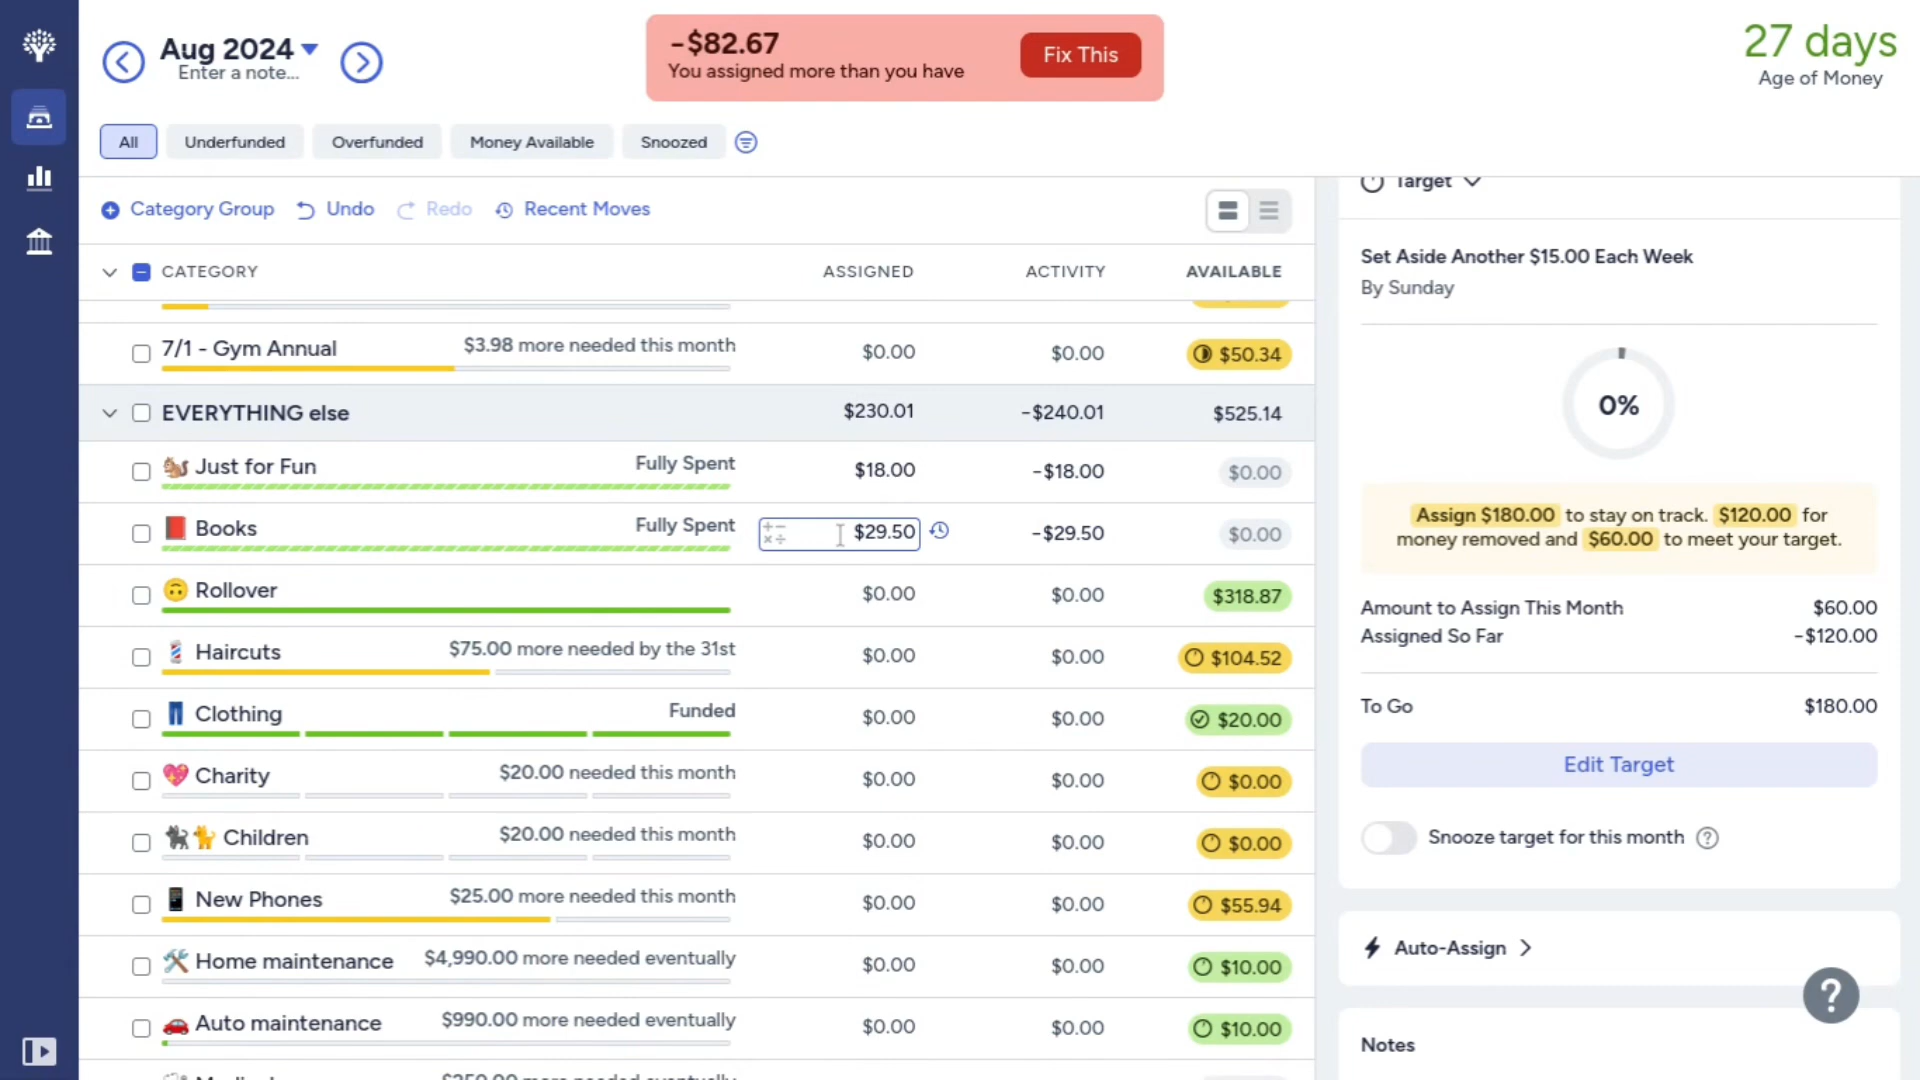 Aug 2024
Enter a note...
-$82.67
You assigned more than you have
Fix This
27 days
Age of Money
All
Underfunded
Overfunded
Money Available
Snoozed
Category Group
Undo
Redo
Recent Moves
CATEGORY
ASSIGNED
ACTIVITY
AVAILABLE
7/1 - Gym Annual $3.98 more needed this month $0.00 $0.00 $50.34
EVERYTHING else $230.01 -$240.01 $525.14
Just for Fun Fully Spent $18.00 -$18.00 $0.00
Books Fully Spent $29.50 -$29.50 $0.00
Rollover $0.00 $0.00 $318.87
Haircuts $75.00 more needed by the 31st $0.00 $0.00 $104.52
Clothing Funded $0.00 $0.00 $20.00
Charity $20.00 needed this month $0.00 $0.00 $0.00
Children $20.00 needed this month $0.00 $0.00 $0.00
New Phones $25.00 more needed this month $0.00 $0.00 $55.94
Home maintenance $4,990.00 more needed eventually $0.00 $0.00 $10.00
Auto maintenance $990.00 more needed eventually $0.00 $0.00 $10.00
Target
Set Aside Another $15.00 Each Week
By Sunday
0%
Assign $180.00 to stay on track. $120.00 for
money removed and $60.00 to meet your target.
Amount to Assign This Month $60.00
Assigned So Far -$120.00
To Go $180.00
Edit Target
Snooze target for this month ?
Auto-Assign
?
Notes